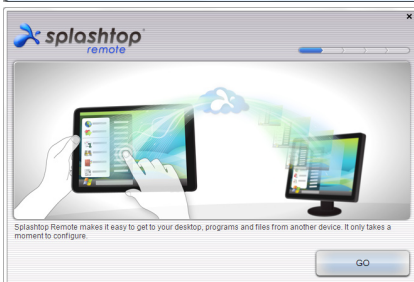 splashtop
remote
Splashtop Remote makes it easy to get to your desktop, programs and files from another device. It only takes a
moment to configure.
GO